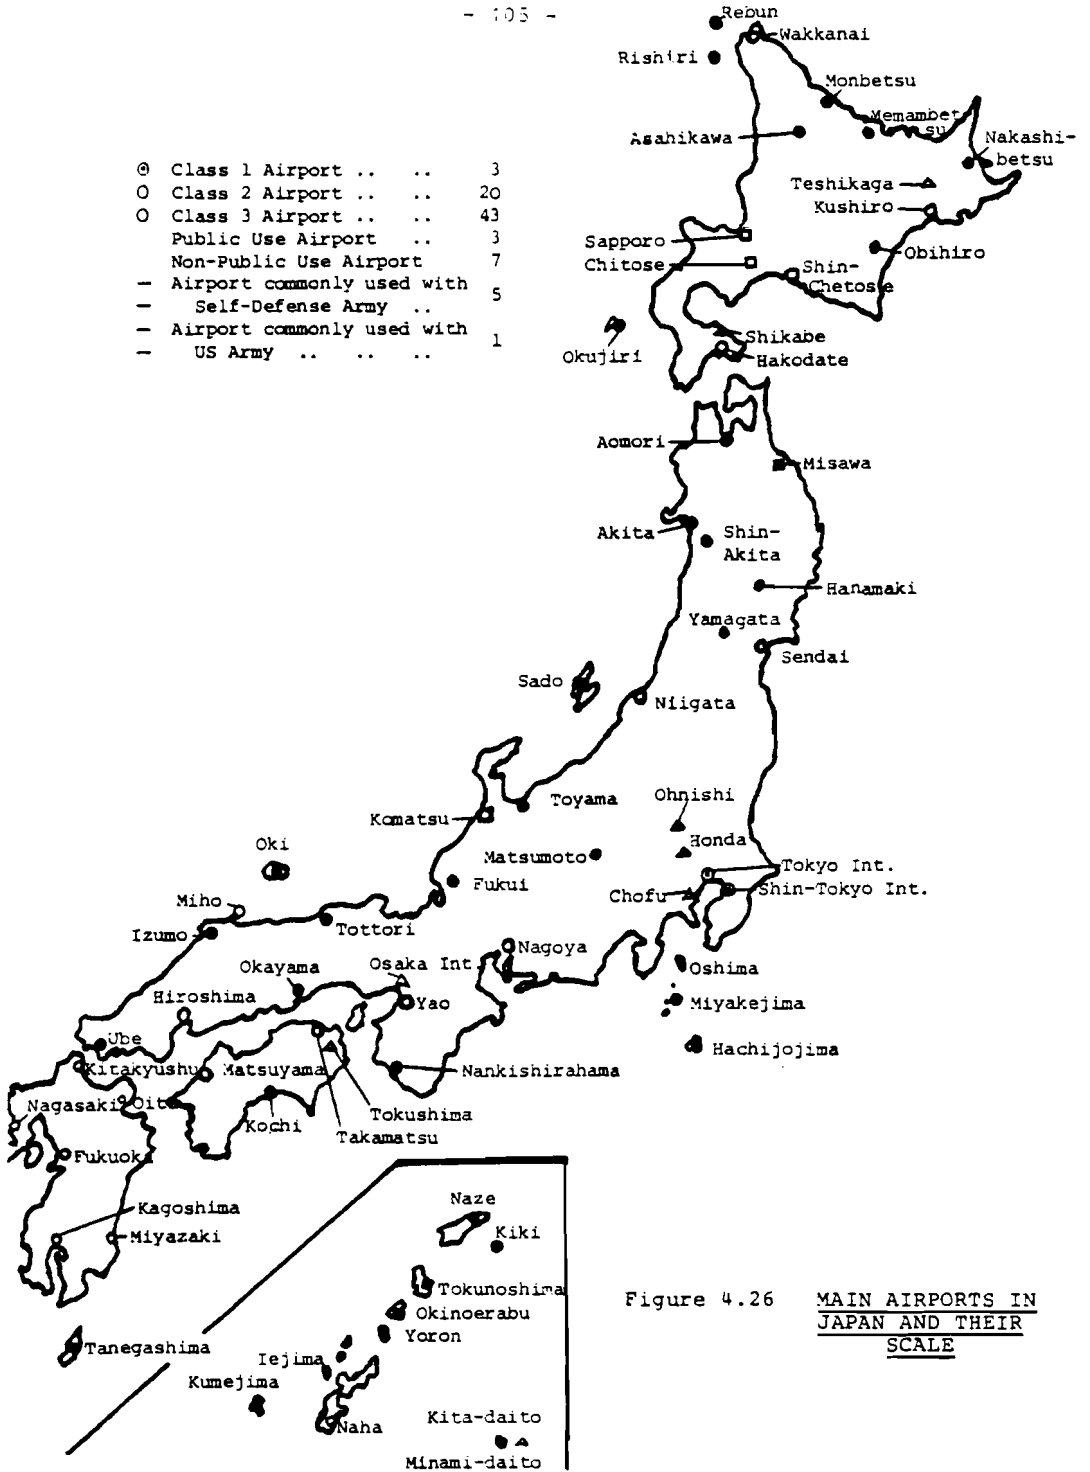 - 105 -
Rebun
Wakkanai
Rishiri
Monbetsu
Memambet
su
Asahikawa
Nakashi-
betsu
Teshikaga
Kushiro
Sapporo
Obihiro
Chitose
Shin-
Chetose
Shikabe
Okujiri
Hakodate
Class 1 Airport .. .. 3
Class 2 Airport .. .. 20
Class 3 Airport .. .. 43
Public Use Airport .. 3
Non-Public Use Airport 7
— Airport commonly used with
— Self-Defense Army .. 5
— Airport commonly used with
— US Army .. .. .. 1
Aomori
Misawa
Akita
Shin-
Akita
Hanamaki
Yamagata
Sendai
Sado
Niigata
Toyama
Ohnishi
Komatsu
Honda
Oki
Matsumoto
Tokyo Int.
Fukui
Chofu
Shin-Tokyo Int.
Miho
Izumo
Tottori
Nagoya
Okayama
Osaka Int.
Oshima
Hiroshima
Yao
Miyakejima
Ube
Hachijojima
Kitakyushu
Matsuyama
Nankishirahama
Nagasaki
Oita
Tokushima
Kochi
Takamatsu
Fukuoka
Kagoshima
Miyazaki
Tanegashima
Naze
Kiki
Tokunoshima
Okinoerabu
Yoron
Iejima
Kumejima
Naha
Kita-daito
Minami-daito
Figure 4.26 MAIN AIRPORTS IN
JAPAN AND THEIR
SCALE